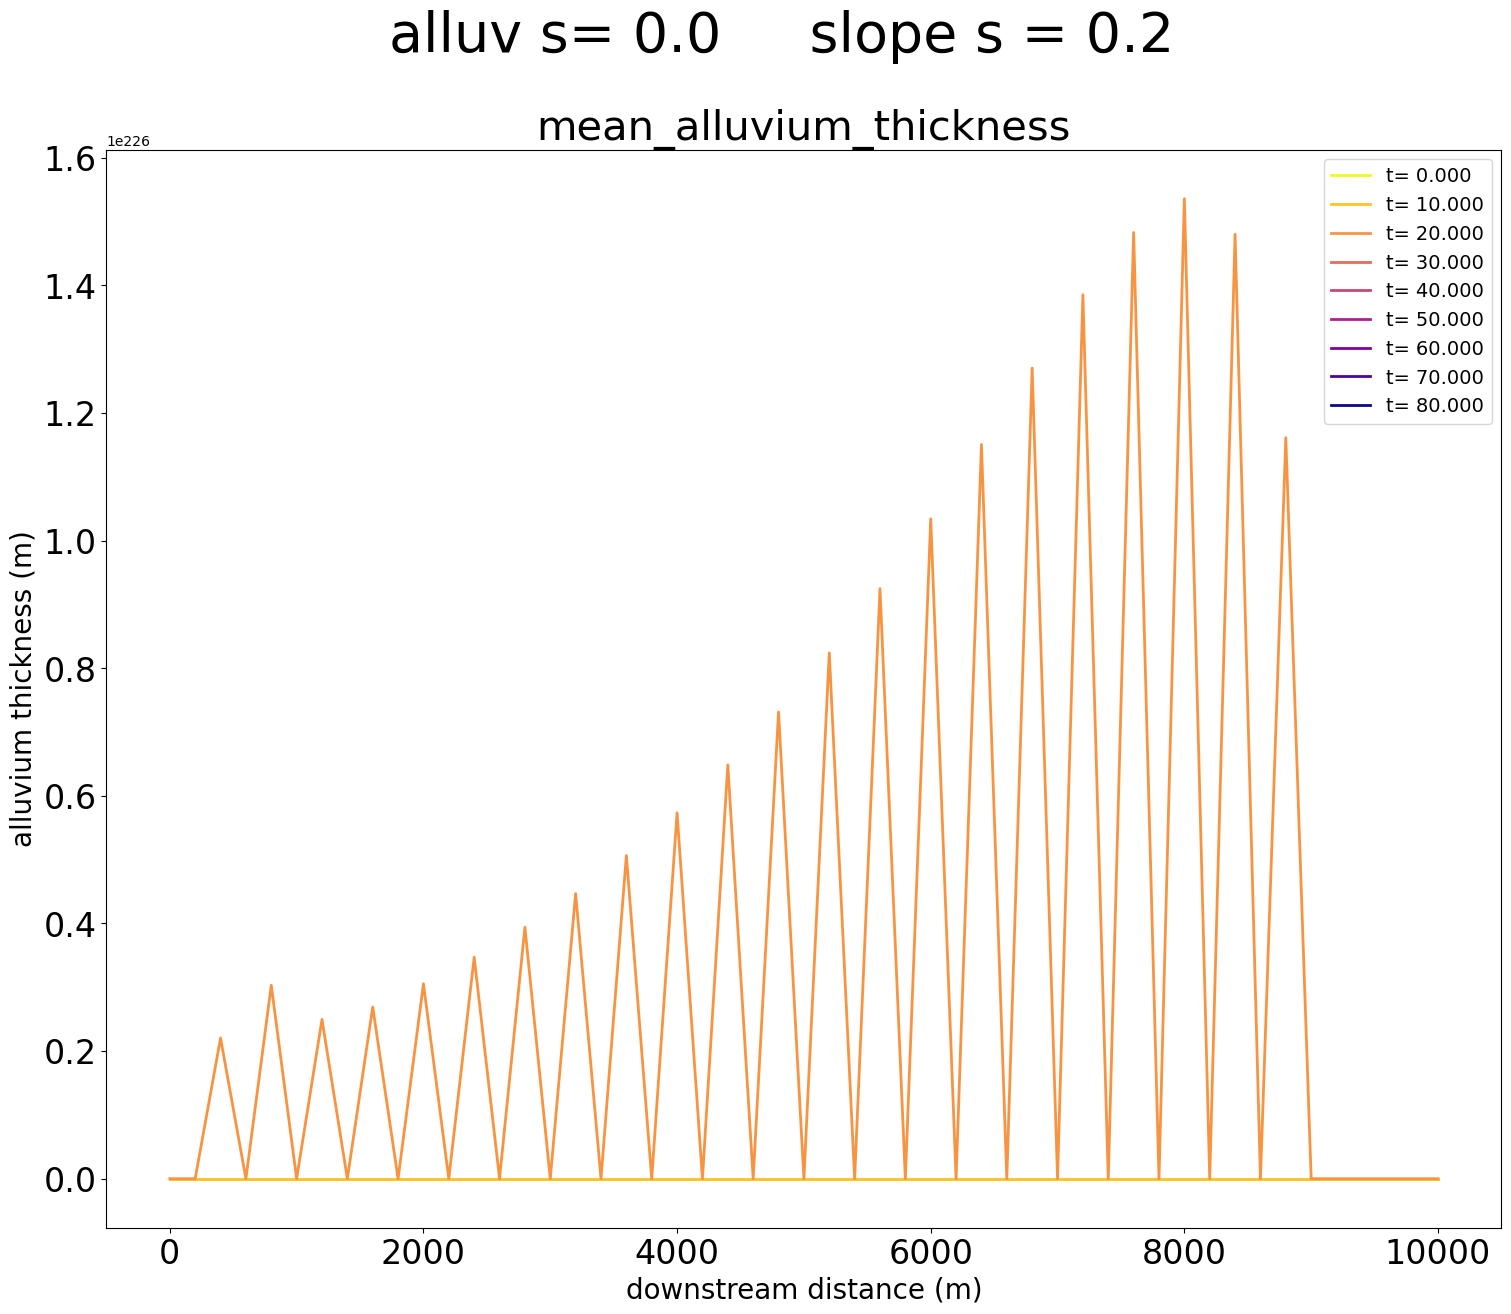 alluv s= 0.0 slope s = 0.2
mean_alluvium_thickness
1e226
1.6
1.4
1.2
1.0
0.8
0.6
0.4
0.2
0.0
alluvium thickness (m)
t= 0.000
t= 10.000
t= 20.000
t= 30.000
t= 40.000
t= 50.000
t= 60.000
t= 70.000
t= 80.000
0 2000 4000 6000 8000 10000
downstream distance (m)